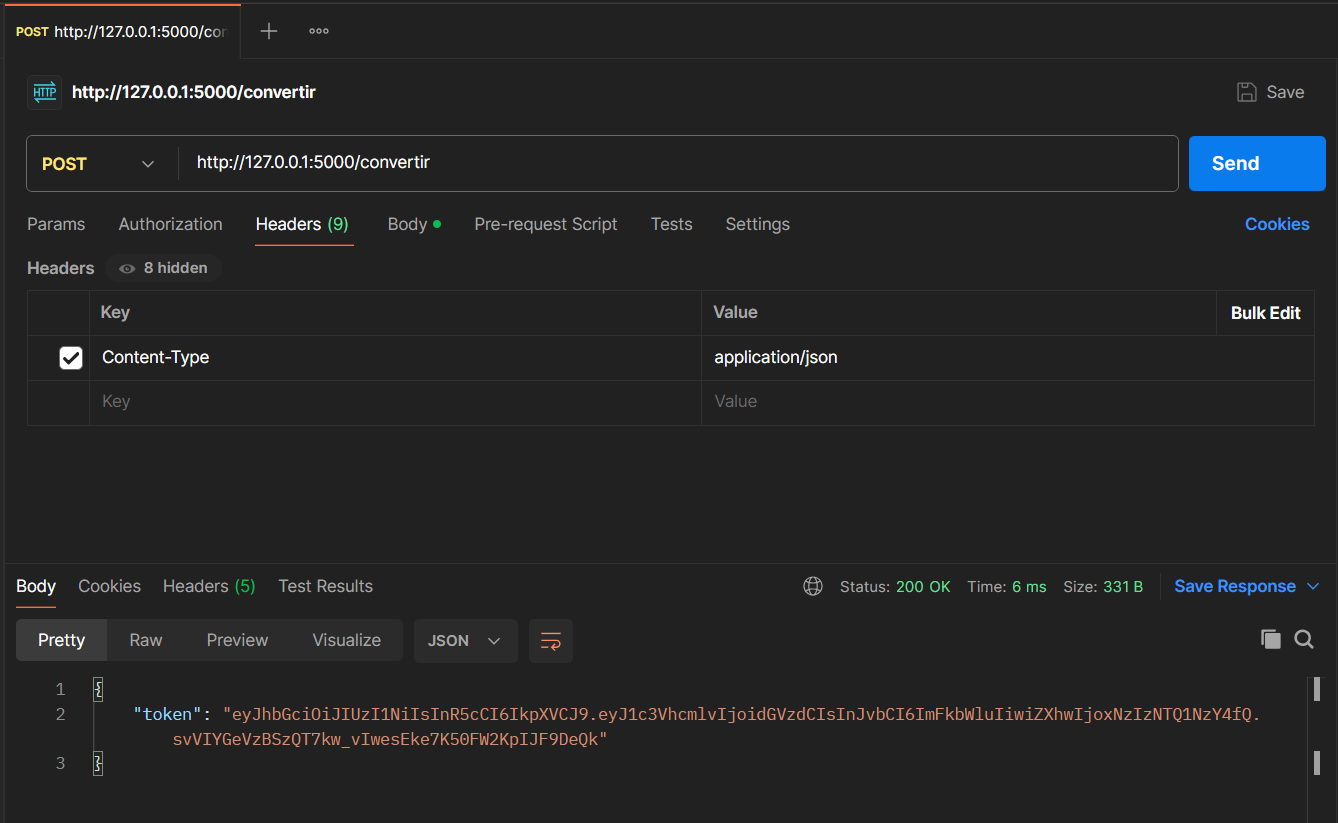 POST http://127.0.0.1:5000/con
HTTP http://127.0.0.1:5000/convertir Save
POST http://127.0.0.1:5000/convertir Send
Params Authorization Headers (9) Body Pre-request Script Tests Settings Cookies
Headers 8 hidden
Key Value Bulk Edit
Content-Type application/json
Key Value
Body Cookies Headers (5) Test Results Status: 200 OK Time: 6 ms Size: 331 B Save Response
Pretty Raw Preview Visualize JSON
1 {
2 "token": "eyJhbGciOiJIUzI1NiIsInR5cCI6IkpXVCJ9.eyJ1c3VhcmlvIjoidGVzdCIsInJvbCI6ImFkbWluIiwiZXhwIjoxNzIzNTQ1NzY4fQ.
svVIYGeVzBSzQT7kw_vIwesEke7K50FW2KpIJF9DeQk"
3 }